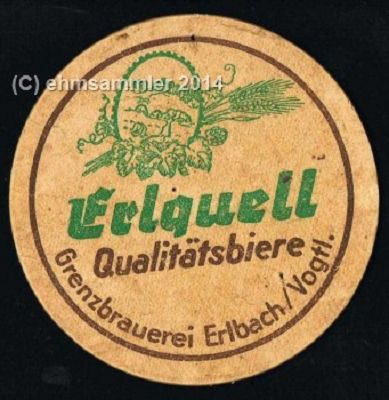 (C) ehmsammler 2014
Erlquell
Qualitätsbiere
Grenzbrauerei Erlbach/Vogtl.